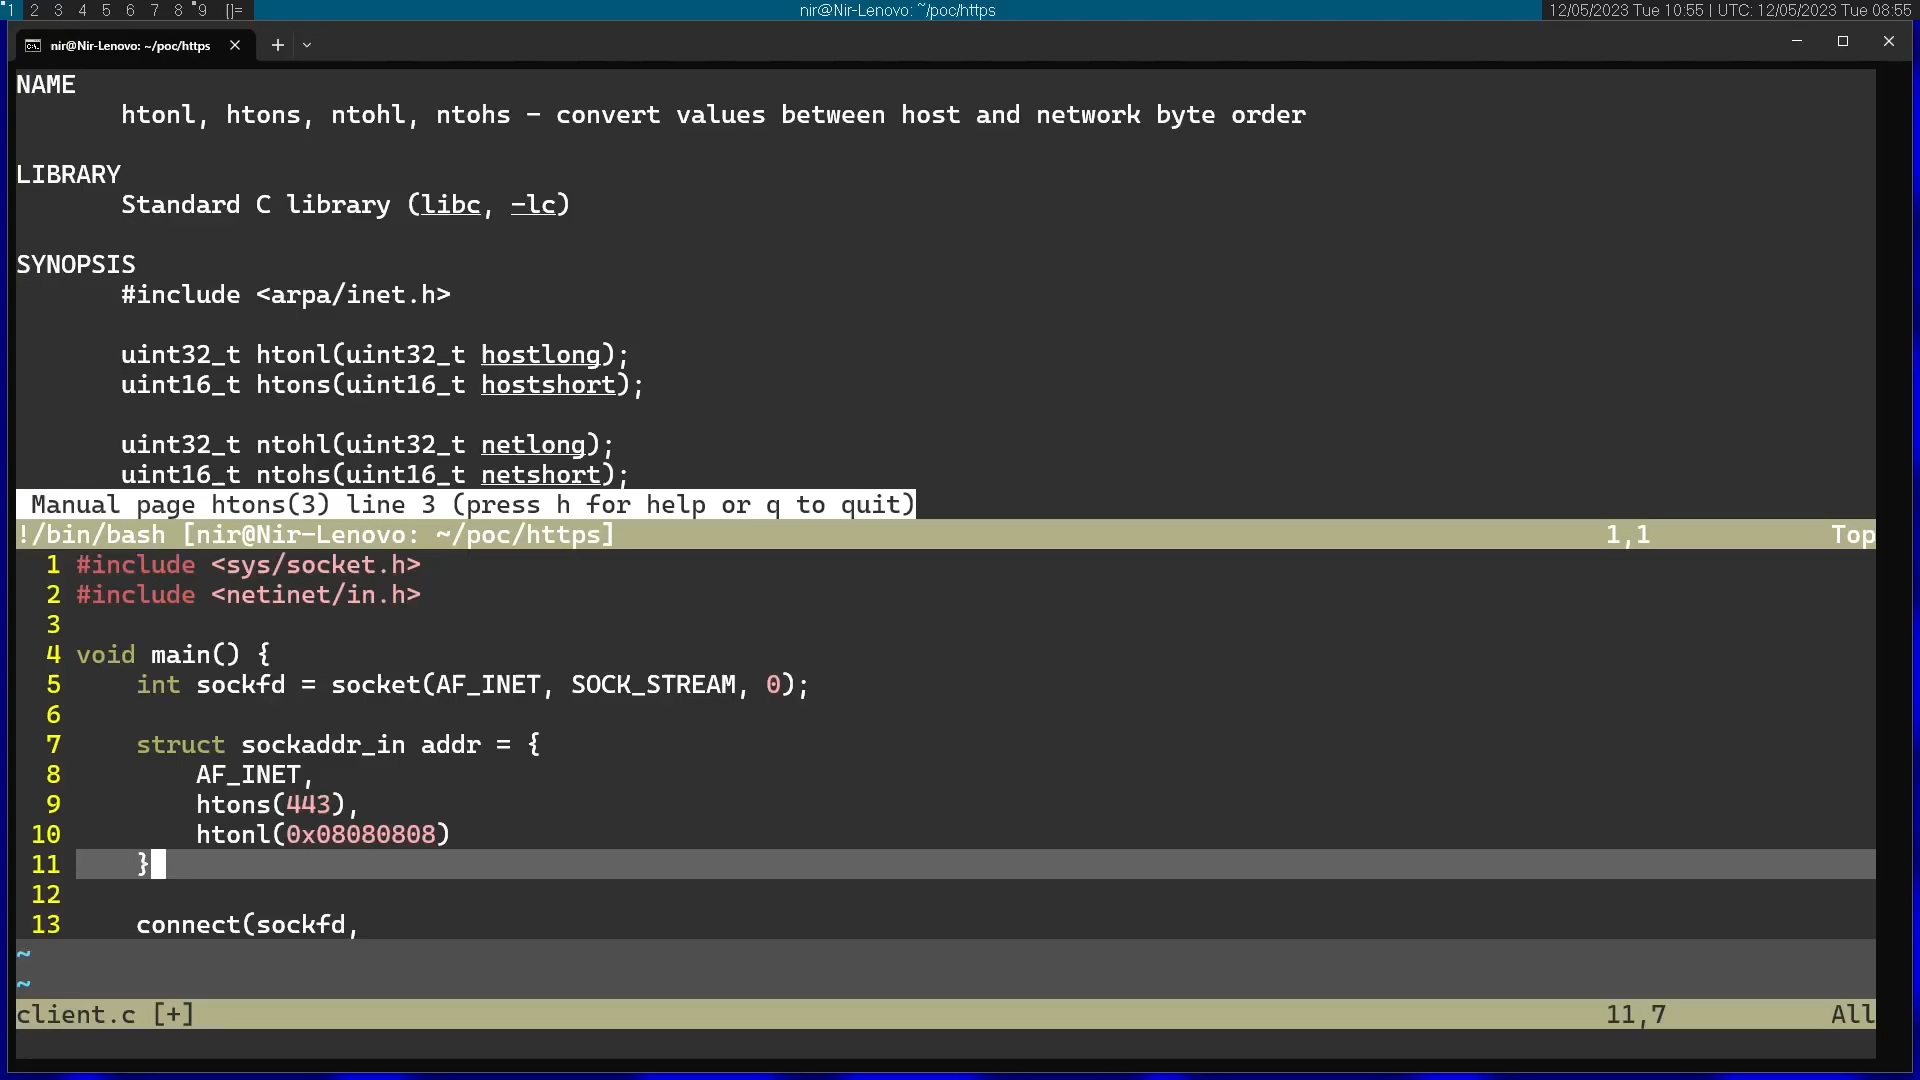 1 2 3 4 5 6 7 8 9 []= nir@Nir-Lenovo: ~/poc/https 12/05/2023 Tue 10:55 | UTC: 12/05/2023 Tue 08:55
nir@Nir-Lenovo: ~/poc/https
NAME
htonl, htons, ntohl, ntohs - convert values between host and network byte order
LIBRARY
Standard C library (libc, -lc)
SYNOPSIS
#include <arpa/inet.h>
uint32_t htonl(uint32_t hostlong);
uint16_t htons(uint16_t hostshort);
uint32_t ntohl(uint32_t netlong);
uint16_t ntohs(uint16_t netshort);
Manual page htons(3) line 3 (press h for help or q to quit)
!/bin/bash [nir@Nir-Lenovo: ~/poc/https] 1,1 Top
1 #include <sys/socket.h>
2 #include <netinet/in.h>
3
4 void main() {
5 int sockfd = socket(AF_INET, SOCK_STREAM, 0);
6
7 struct sockaddr_in addr = {
8 AF_INET,
9 htons(443),
10 htonl(0x08080808)
11 }
12
13 connect(sockfd,
~
~
client.c [+] 11,7 All